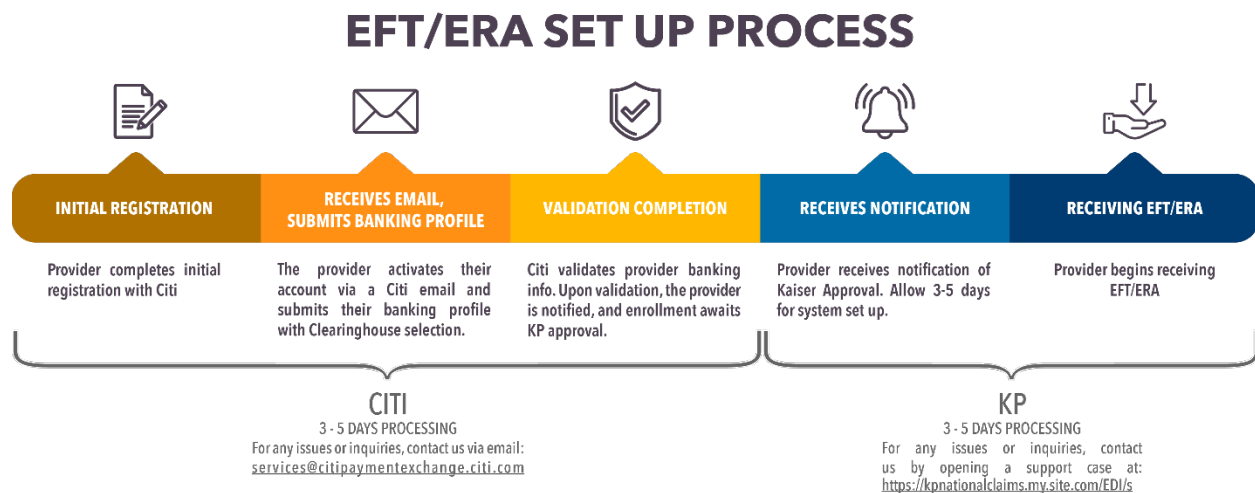 EFT/ERA SET UP PROCESS
INITIAL REGISTRATION
RECEIVES EMAIL,
SUBMITS BANKING PROFILE
VALIDATION COMPLETION
RECEIVES NOTIFICATION
RECEIVING EFT/ERA
Provider completes initial
registration with Citi
The provider activates their
account via a Citi email and
submits their banking profile
with Clearinghouse selection.
Citi validates provider banking
info. Upon validation, the provider
is notified, and enrollment awaits
KP approval.
Provider receives notification of
Kaiser Approval. Allow 3-5 days
for system set up.
Provider begins receiving
EFT/ERA
CITI
3 - 5 DAYS PROCESSING
For any issues or inquiries, contact us via email:
services@citipaymentexchange.citi.com
KP
3 - 5 DAYS PROCESSING
For any issues or inquiries, contact
us by opening a support case at:
https://kpnationalclaims.my.site.com/EDI/s